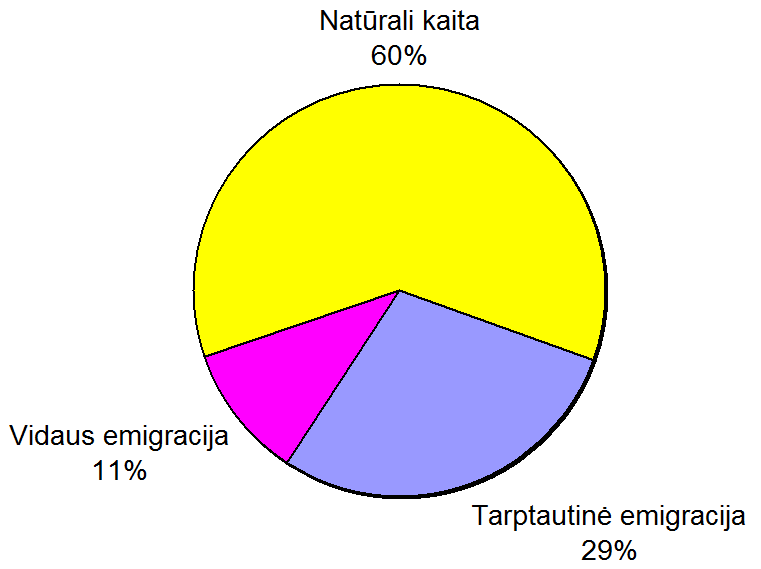 Natūrali kaita
60%
Vidaus emigracija
11%
Tarptautinė emigracija
29%